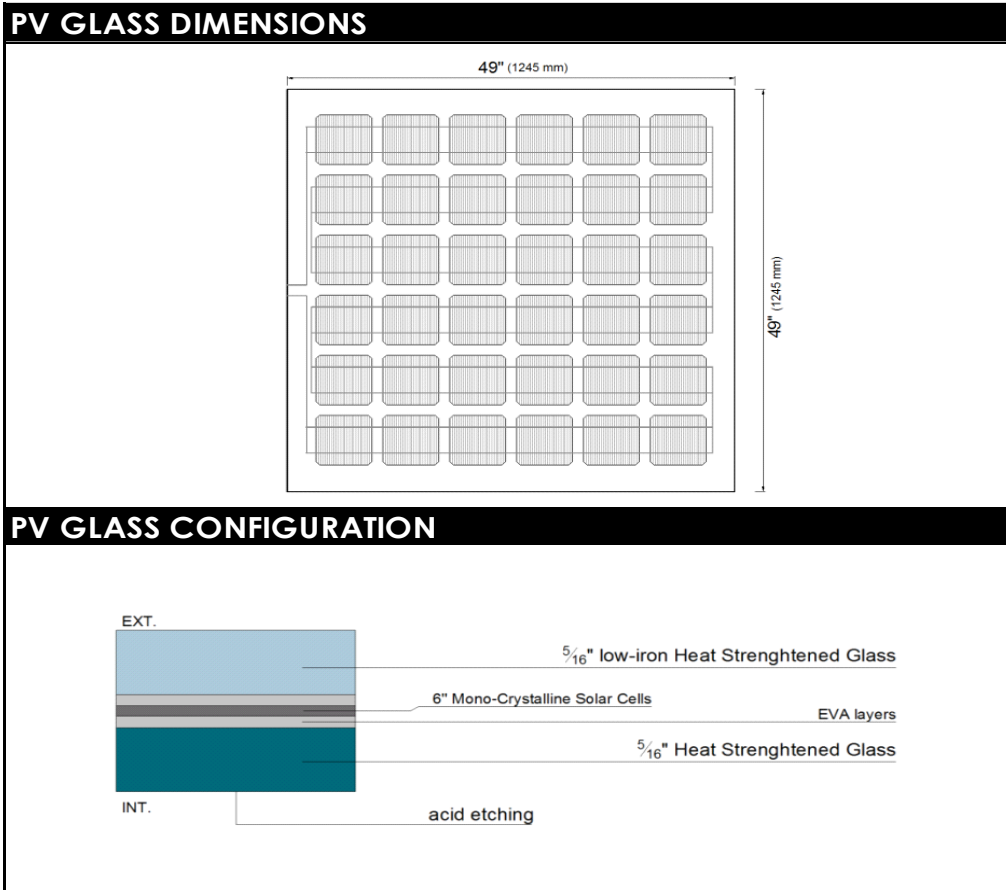 PV GLASS DIMENSIONS
49" (1245 mm)
49" (1245 mm)
PV GLASS CONFIGURATION
EXT.
5⁄16" low-iron Heat Strenghtened Glass
6" Mono-Crystalline Solar Cells
EVA layers
5⁄16" Heat Strenghtened Glass
INT.
acid etching